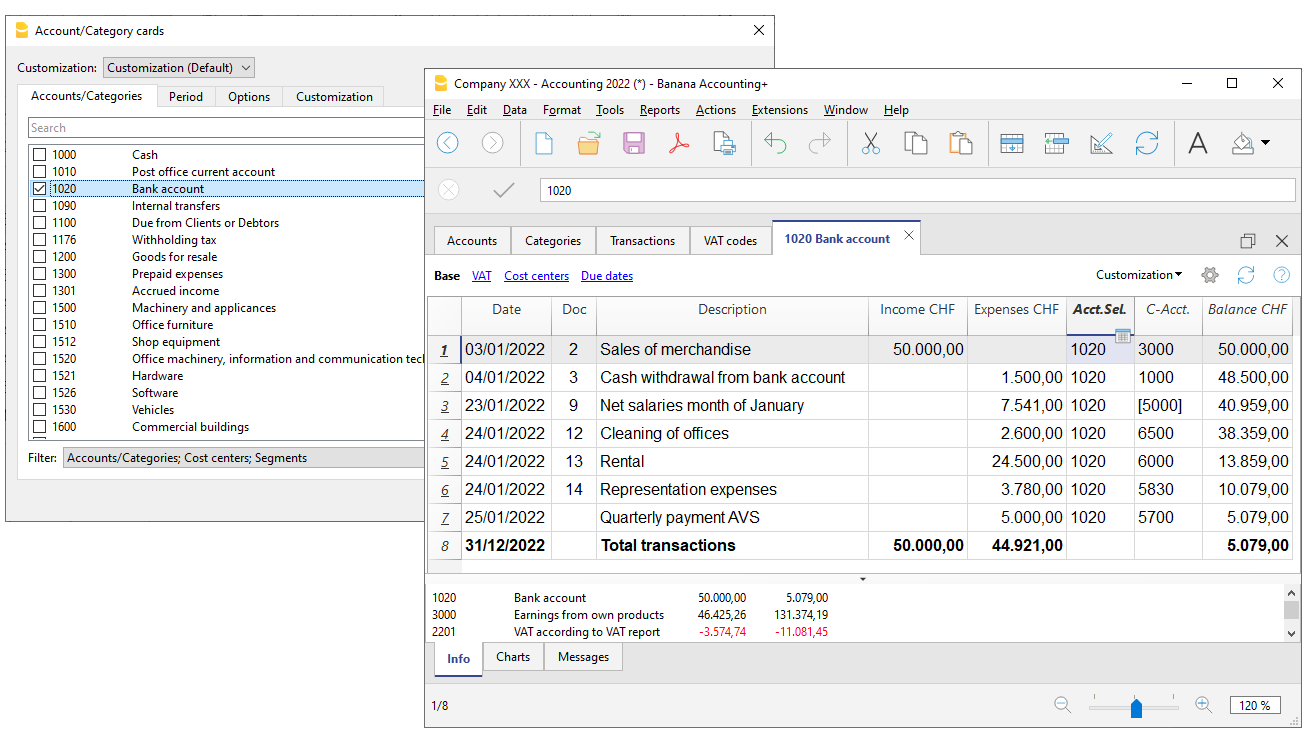 Account/Category cards
Customization: Customization (Default)
Accounts/Categories Period Options Customization
Search
1000 Cash
1010 Post office current account
1020 Bank account
1090 Internal transfers
1100 Due from Clients or Debtors
1176 Withholding tax
1200 Goods for resale
1300 Prepaid expenses
1301 Accrued income
1500 Machinery and applicances
1510 Office furniture
1512 Shop equipment
1520 Office machinery, information and communication tec
1521 Hardware
1526 Software
1530 Vehicles
1600 Commercial buildings
Filter: Accounts/Categories; Cost centers; Segments
Company XXX - Accounting 2022 (*) - Banana Accounting+
File Edit Data Format Tools Reports Actions Extensions Window Help
1020
Accounts Categories Transactions VAT codes 1020 Bank account
Base VAT Cost centers Due dates Customization
Date Doc Description Income CHF Expenses CHF Acct.Sel. C-Acct. Balance CHF
1 03/01/2022 2 Sales of merchandise 50.000,00 1020 3000 50.000,00
2 04/01/2022 3 Cash withdrawal from bank account 1.500,00 1020 1000 48.500,00
3 23/01/2022 9 Net salaries month of January 7.541,00 1020 [5000] 40.959,00
4 24/01/2022 12 Cleaning of offices 2.600,00 1020 6500 38.359,00
5 24/01/2022 13 Rental 24.500,00 1020 6000 13.859,00
6 24/01/2022 14 Representation expenses 3.780,00 1020 5830 10.079,00
7 25/01/2022 Quarterly payment AVS 5.000,00 1020 5700 5.079,00
8 31/12/2022 Total transactions 50.000,00 44.921,00 5.079,00
1020 Bank account 50.000,00 5.079,00
3000 Earnings from own products 46.425,26 131.374,19
2201 VAT according to VAT report -3.574,74 -11.081,45
Info Charts Messages
1/8 120 %